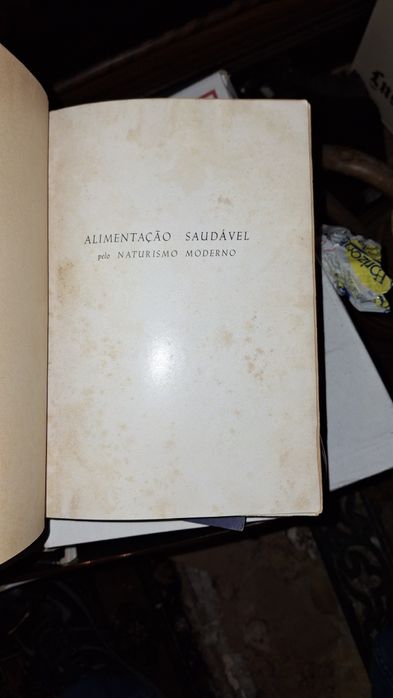 ALIMENTAÇÃO SAUDÁVEL
pelo NATURISMO MODERNO